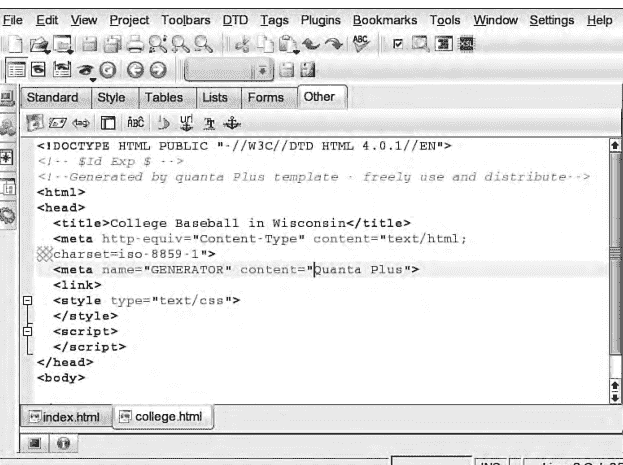 File Edit View Project Toolbars DTD Tags Plugins Bookmarks Tools Window Settings Help
ABC
Standard Style Tables Lists Forms Other
ABC url
<!DOCTYPE HTML PUBLIC "-//W3C//DTD HTML 4.0.1//EN">
<!-- $Id Exp $ -->
<!--Generated by quanta Plus template - freely use and distribute-->
<html>
<head>
<title>College Baseball in Wisconsin</title>
<meta http-equiv="Content-Type" content="text/html;
charset=iso-8859-1">
<meta name="GENERATOR" content="Quanta Plus">
<link>
<style type="text/css">
</style>
<script>
</script>
</head>
<body>
index.html college.html